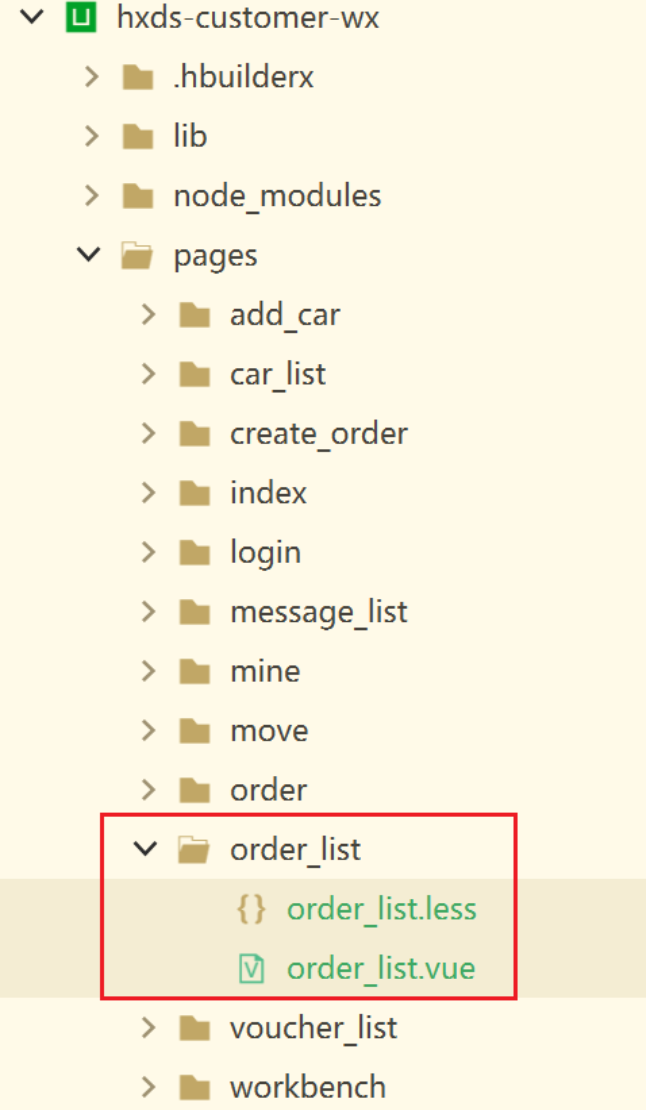 hxds-customer-wx
.hbuilderx
lib
node_modules
pages
add_car
car_list
create_order
index
login
message_list
mine
move
order
order_list
{} order_list.less
order_list.vue
voucher_list
workbench